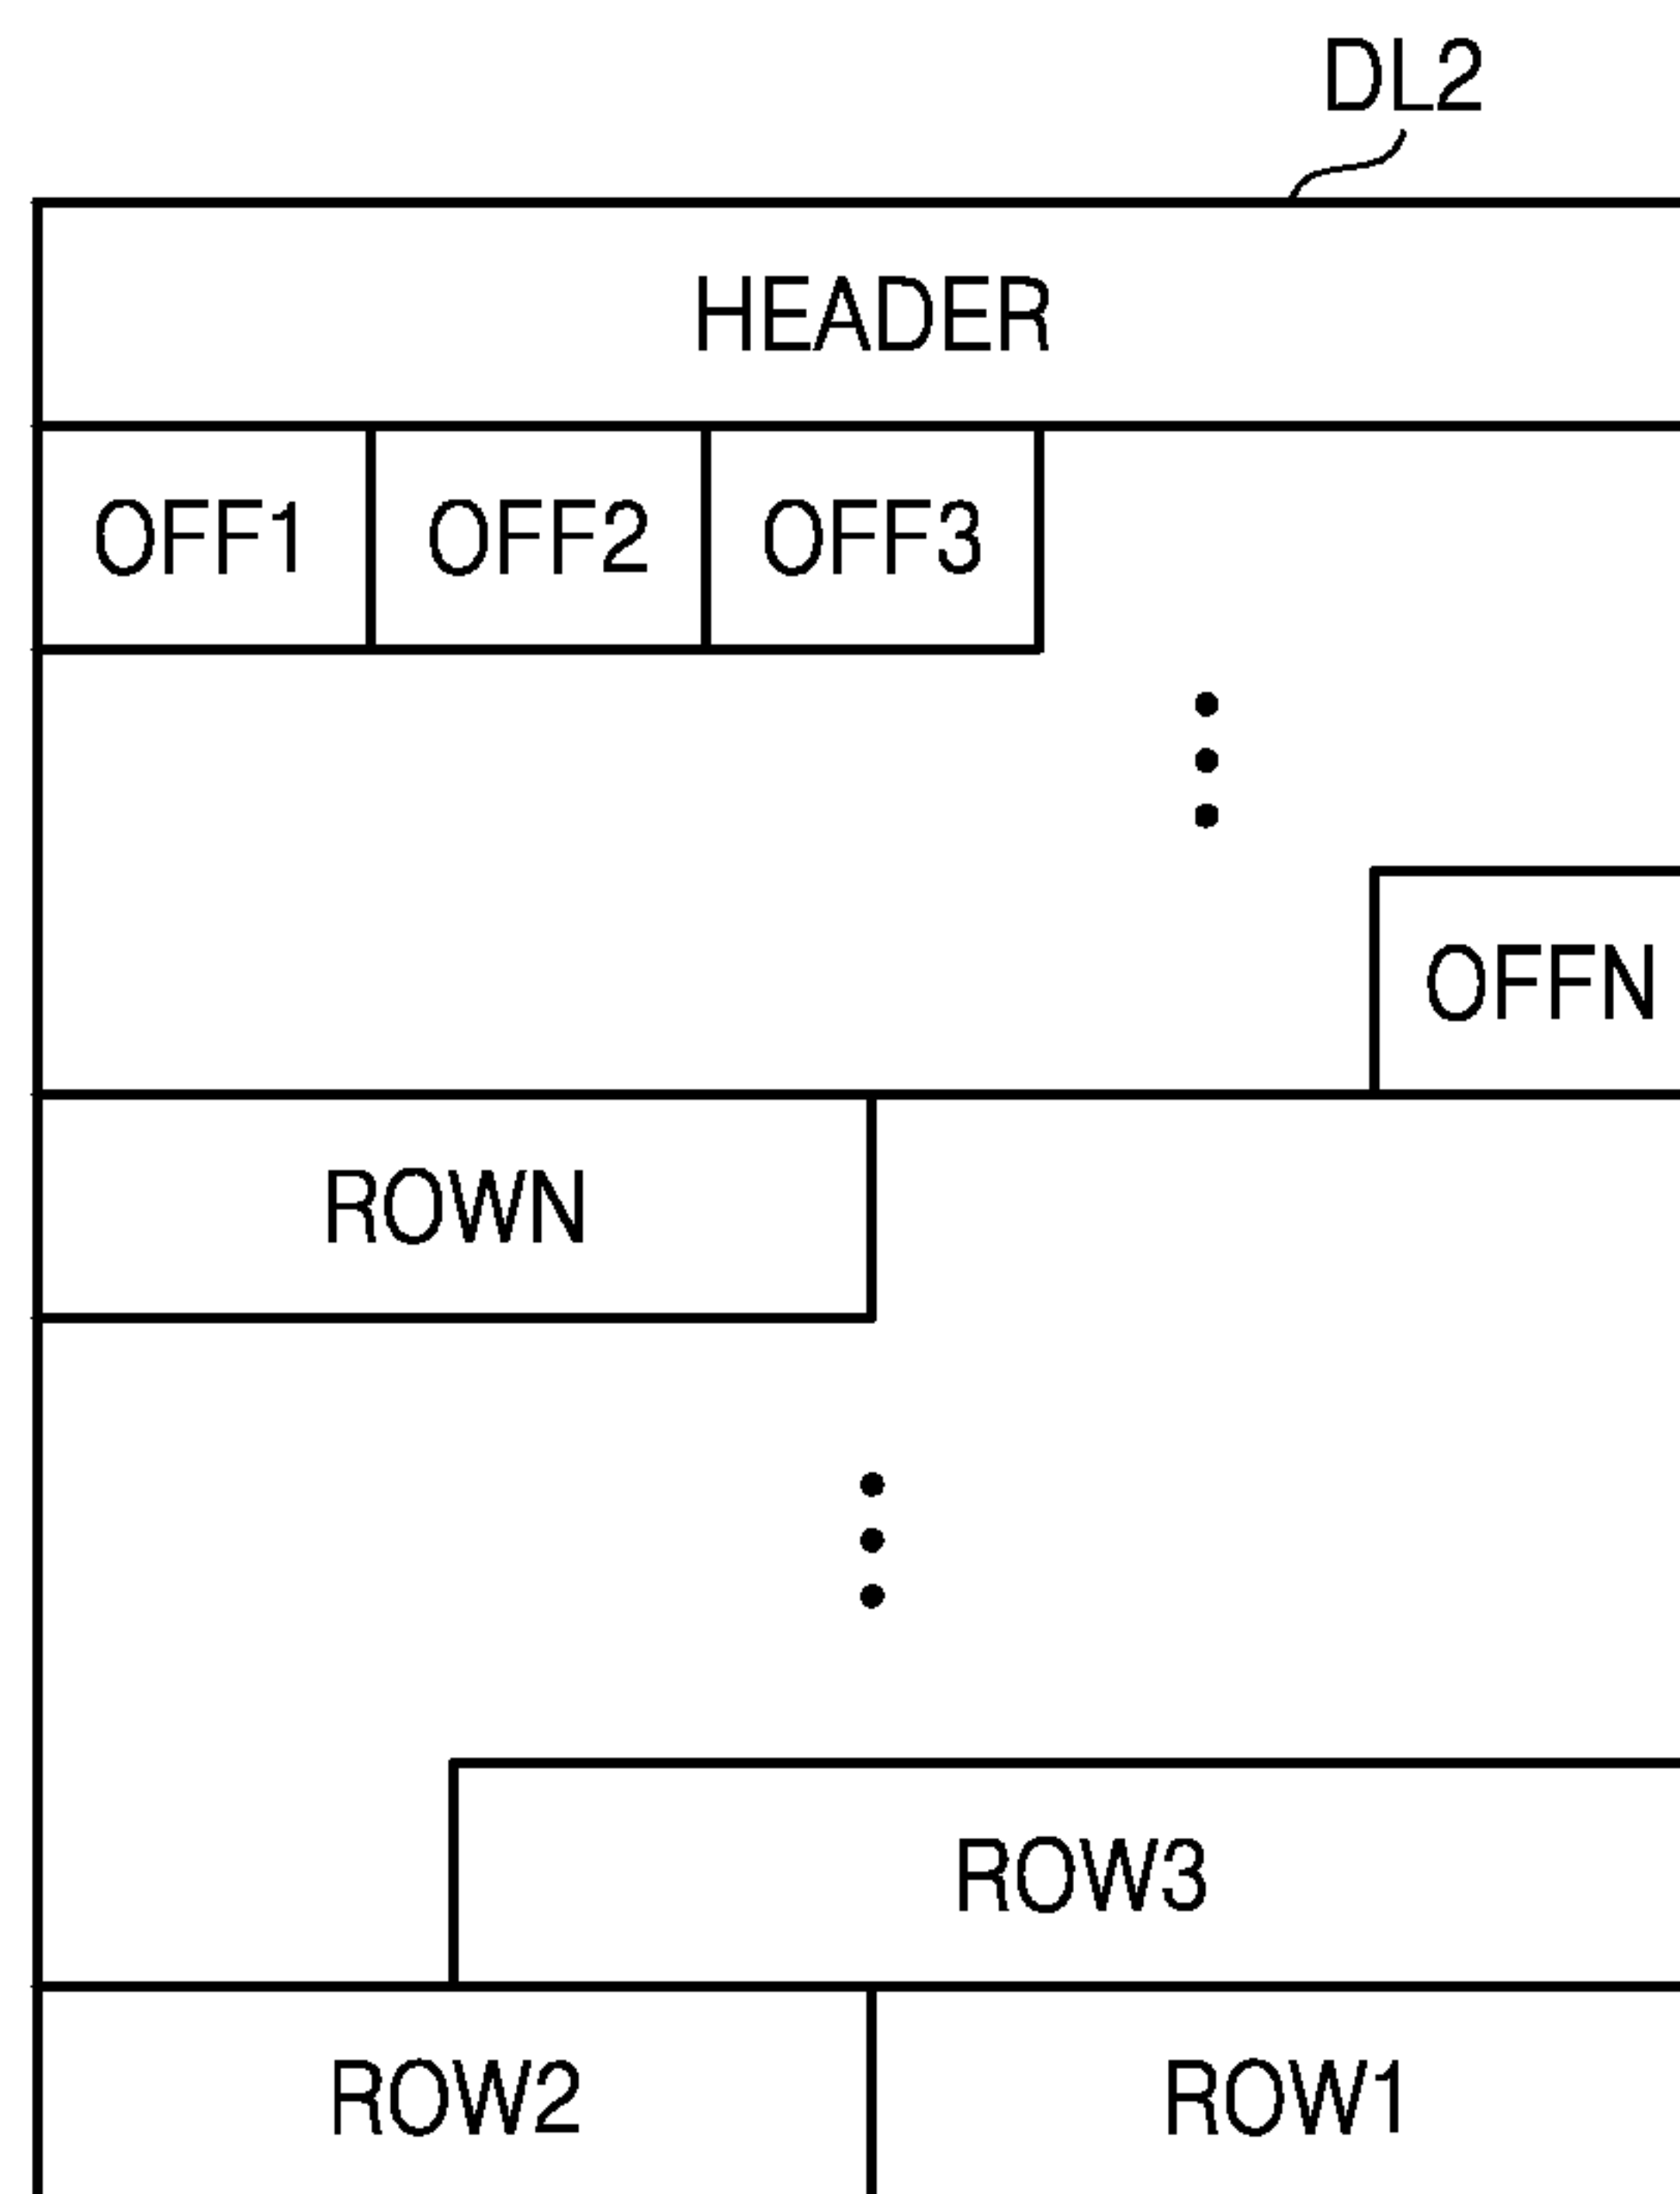 DL2
HEADER
OFF1 OFF2 OFF3
OFFN
ROWN
ROW3
ROW2 ROW1